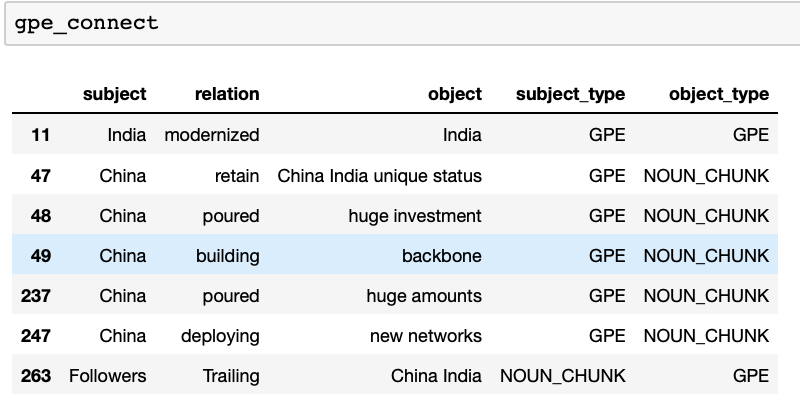 gpe_connect
subject relation object subject_type object_type
11 India modernized India GPE GPE
47 China retain China India unique status GPE NOUN_CHUNK
48 China poured huge investment GPE NOUN_CHUNK
49 China building backbone GPE NOUN_CHUNK
237 China poured huge amounts GPE NOUN_CHUNK
247 China deploying new networks GPE NOUN_CHUNK
263 Followers Trailing China India NOUN_CHUNK GPE